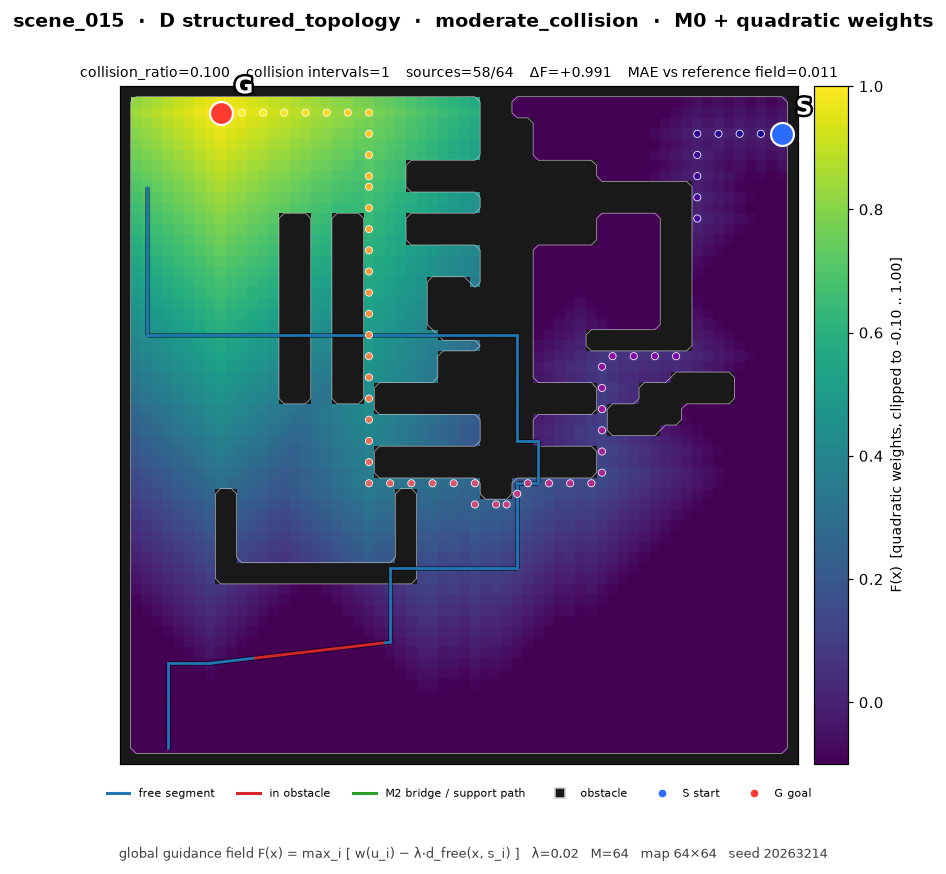 scene_015 · D structured_topology · moderate_collision · M0 + quadratic weights
collision_ratio=0.100 collision intervals=1 sources=58/64 ΔF=+0.991 MAE vs reference field=0.011
G
S
1.0
0.8
0.6
0.4
0.2
0.0
F(x) [quadratic weights, clipped to -0.10 .. 1.00]
free segment
in obstacle
M2 bridge / support path
obstacle
S start
G goal
global guidance field F(x) = max_i [ w(u_i) − λ·d_free(x, s_i) ] λ=0.02 M=64 map 64×64 seed 20263214